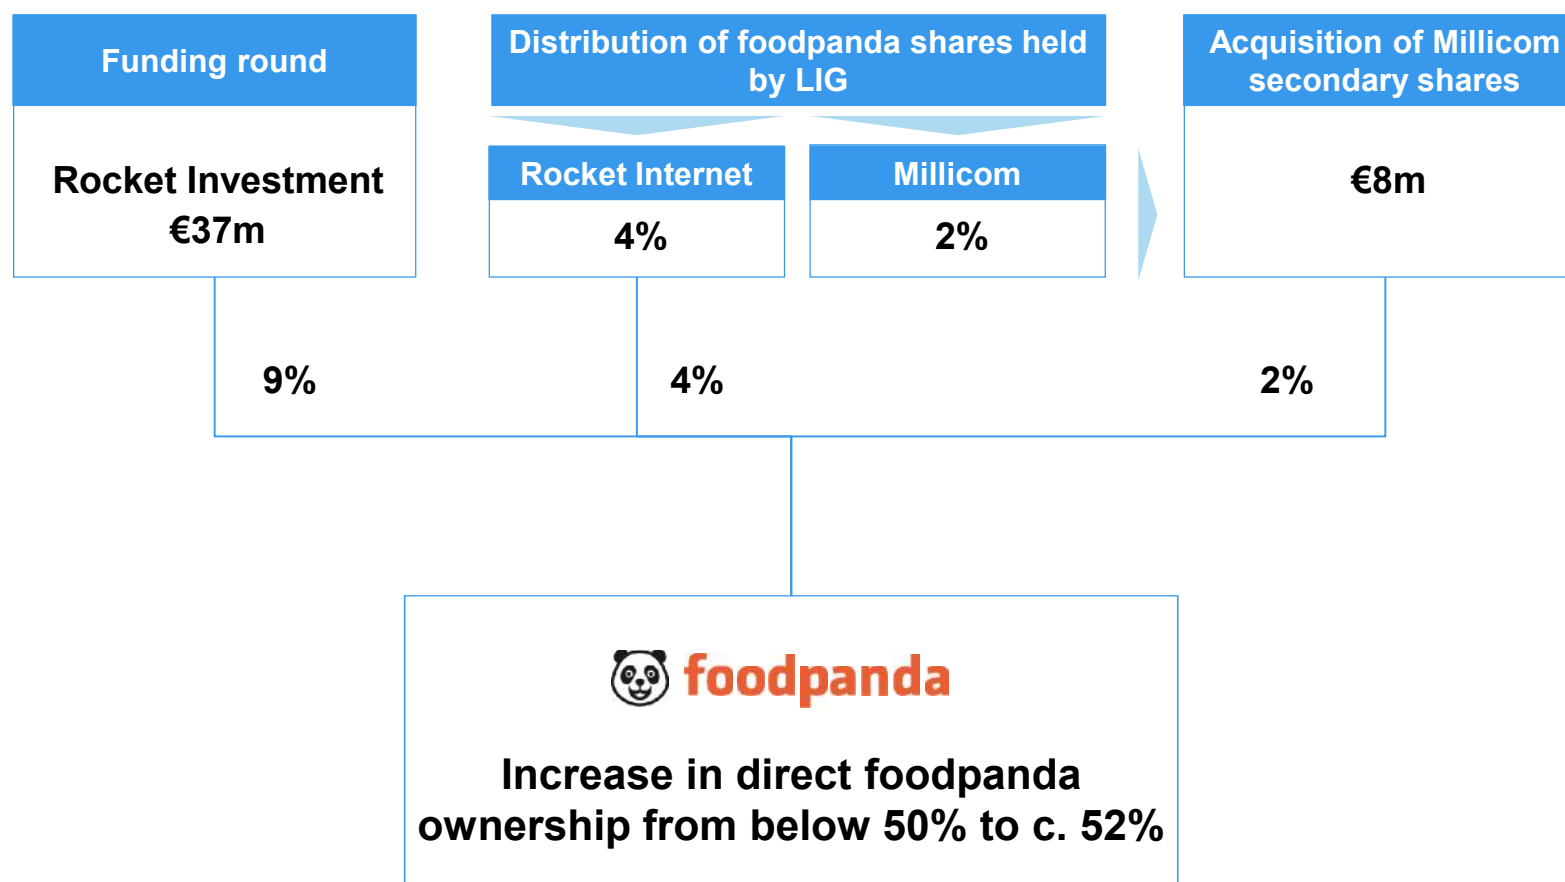 Funding round
Rocket Investment
€37m
Distribution of foodpanda shares held
by LIG
Rocket Internet
4%
Millicom
2%
Acquisition of Millicom
secondary shares
€8m
9%
4%
2%
foodpanda
Increase in direct foodpanda
ownership from below 50% to c. 52%